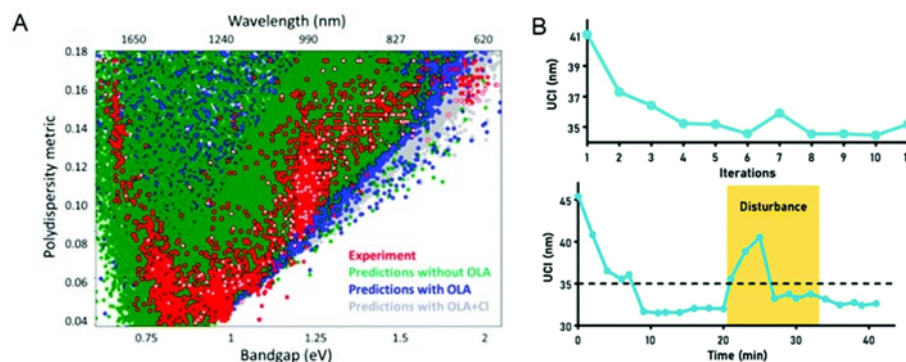 A
Wavelength (nm)
1650 1240 990 827 620
Polydispersity metric
0.18
0.16
0.14
0.12
0.10
0.08
0.06
0.04
Experiment
Predictions without OLA
Predictions with OLA
Predictions with OLA+CI
0.75 1 1.25 1.5 2
Bandgap (eV)
B
UCI (nm)
41
39
37
35
1 2 3 4 5 6 7 8 9 10
Iterations
UCI (nm)
50
45
40
35
31
Disturbance
0 10 20 30 40
Time (min)